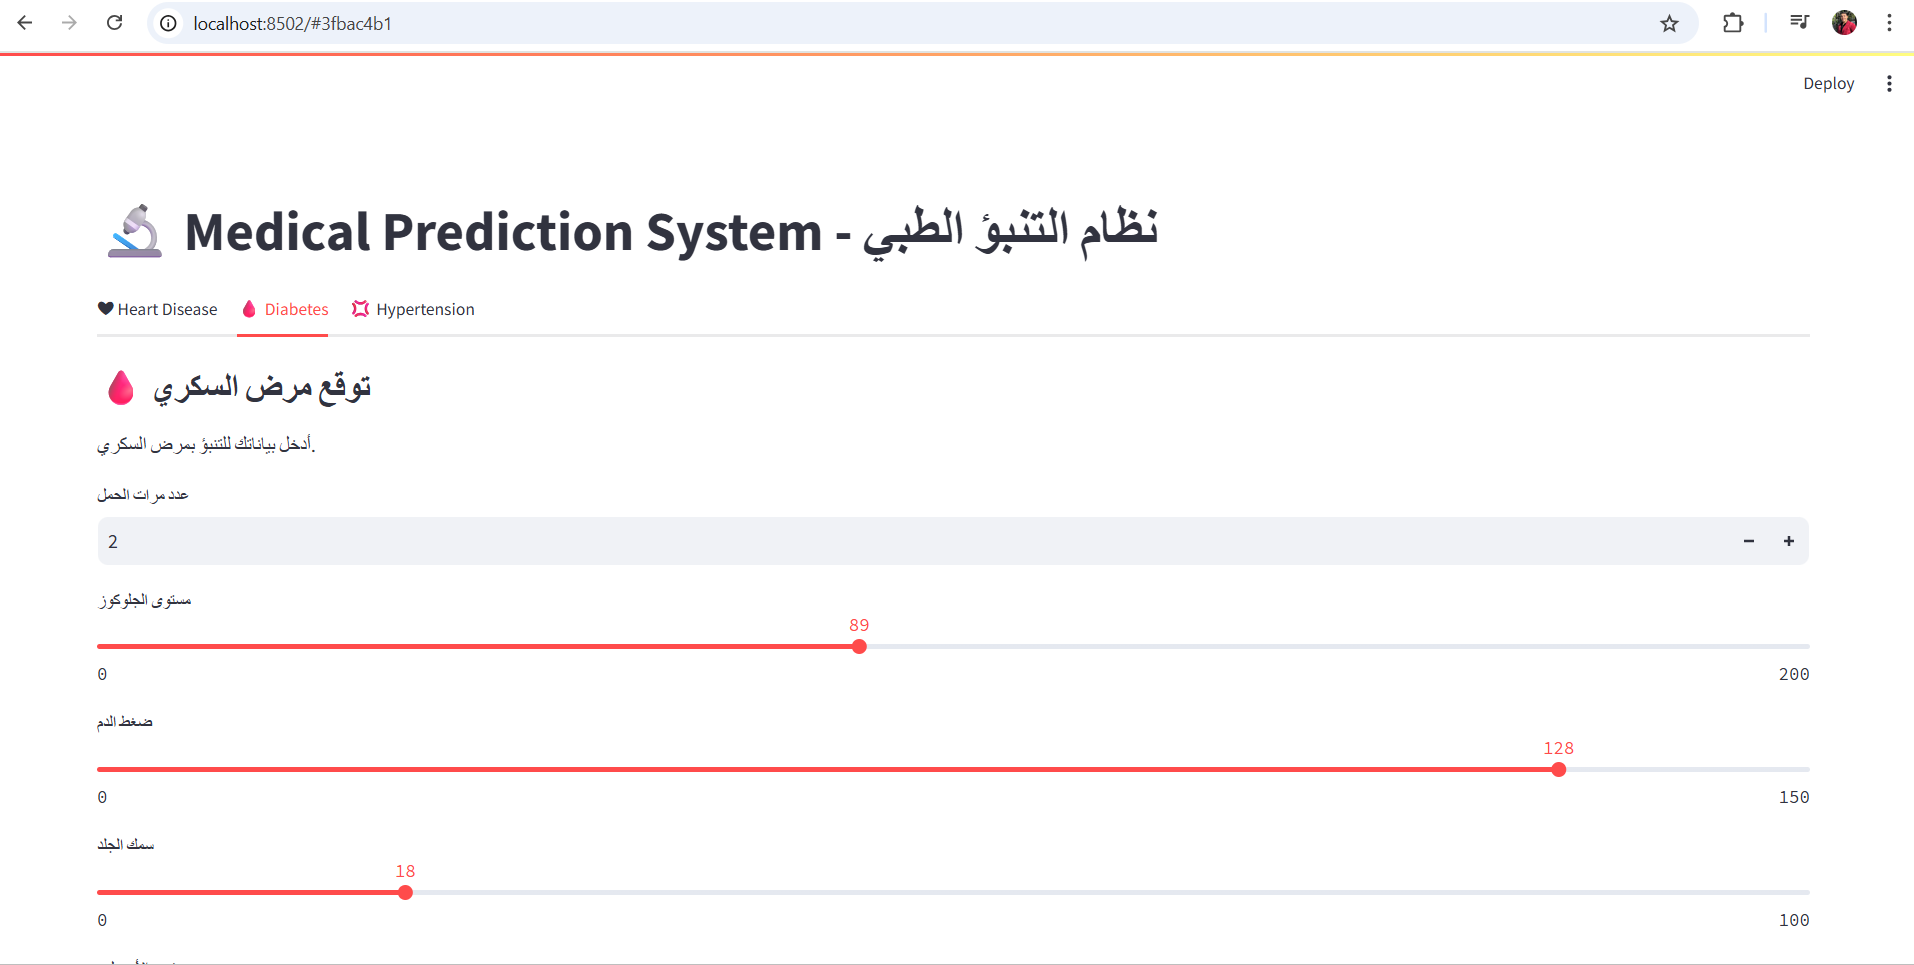 localhost:8502/#3fbac4b1
Deploy
Medical Prediction System - نظام التنبؤ الطبي
Heart Disease
Diabetes
Hypertension
توقع مرض السكري
أدخل بياناتك للتنبؤ بمرض السكري.
عدد مرات الحمل
2
مستوى الجلوكوز
89
0
200
ضغط الدم
128
0
150
سمك الجلد
18
0
100